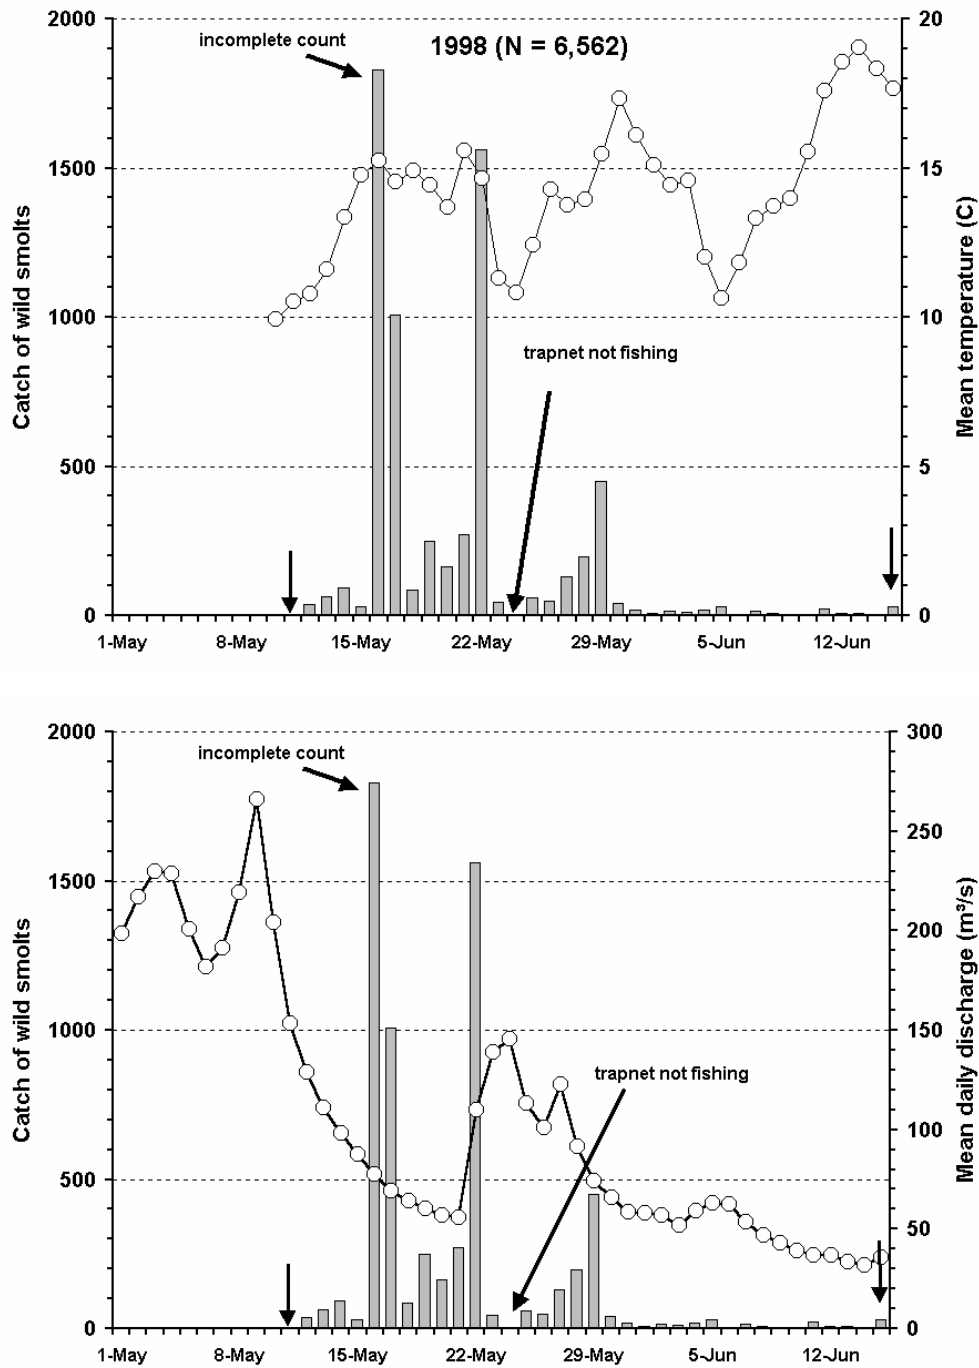 2000
20
incomplete count
1998 (N = 6,562)
1500
15
1000
10
trapnet not fishing
500
5
0
0
1-May
8-May
15-May
22-May
29-May
5-Jun
12-Jun
Catch of wild smolts
Mean temperature (C)
2000
300
incomplete count
250
1500
200
1000
150
trapnet not fishing
100
500
50
0
0
1-May
8-May
15-May
22-May
29-May
5-Jun
12-Jun
Catch of wild smolts
Mean daily discharge (m³/s)